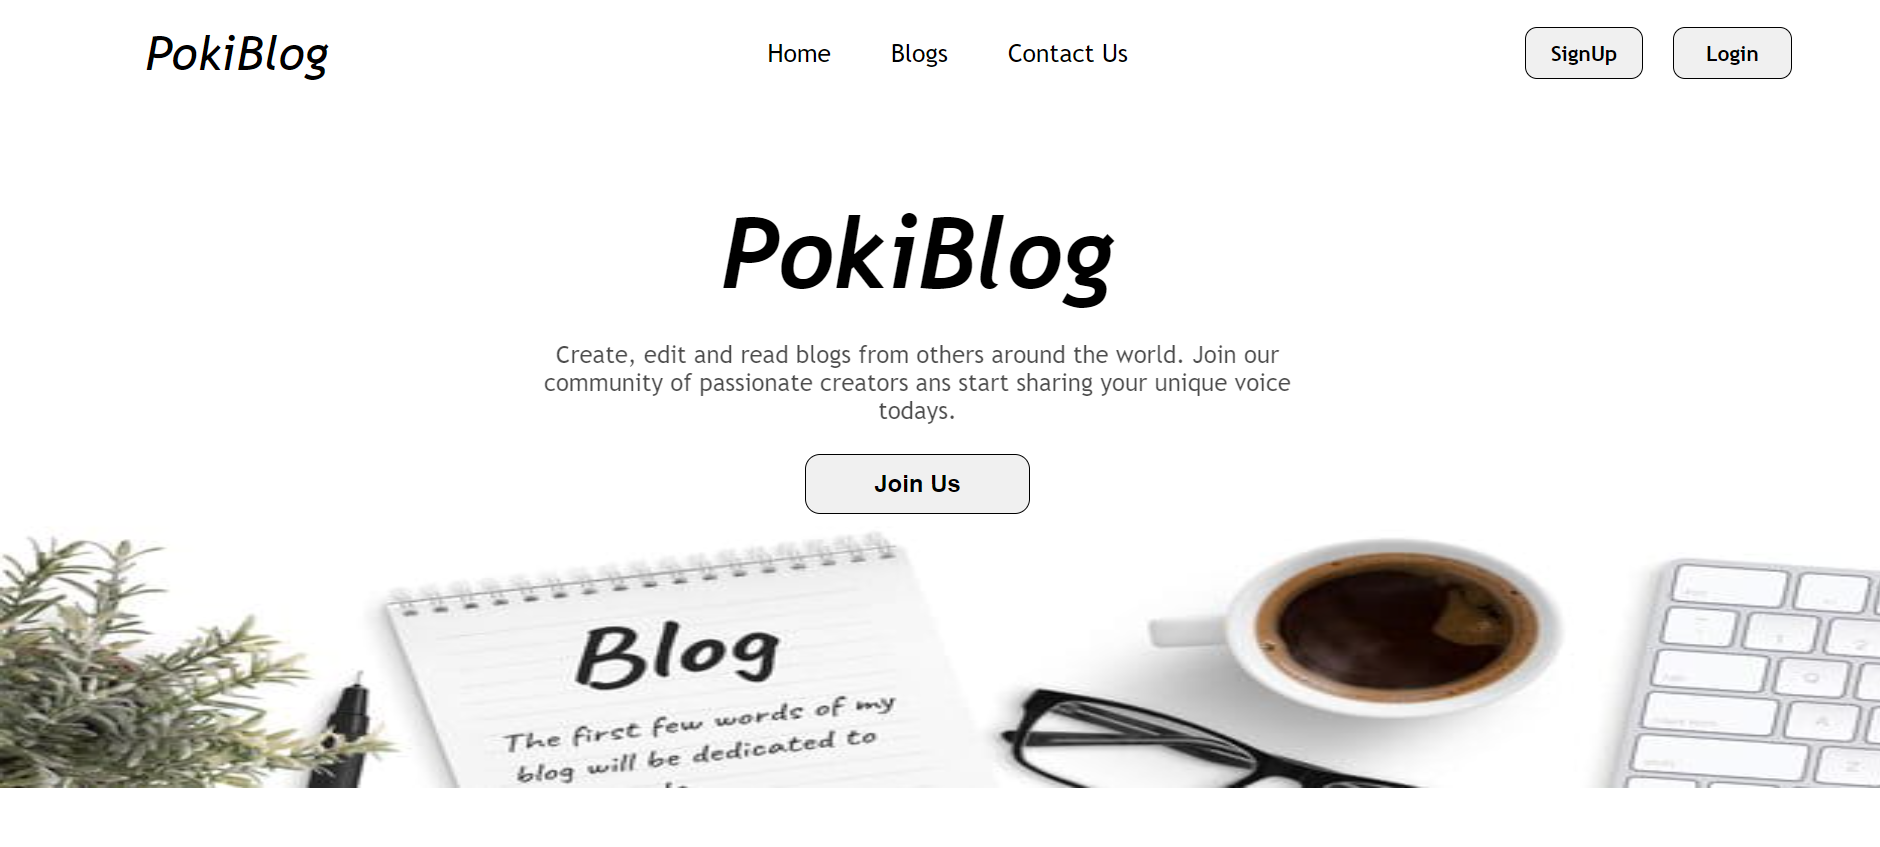 PokiBlog
Home Blogs Contact Us
SignUp Login
PokiBlog
Create, edit and read blogs from others around the world. Join our
community of passionate creators ans start sharing your unique voice
todays.
Join Us
Blog
The first few words of my
blog will be dedicated to